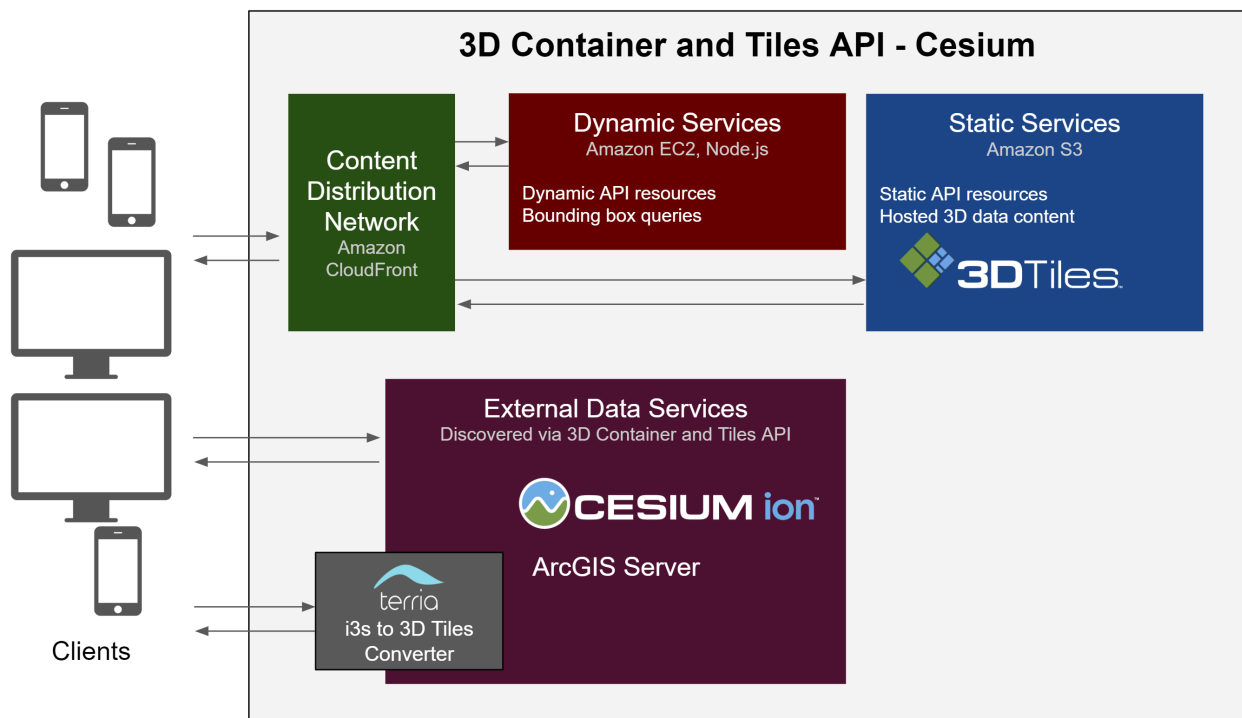 3D Container and Tiles API - Cesium
Content
Distribution
Network
Amazon
CloudFront
Dynamic Services
Amazon EC2, Node.js
Dynamic API resources
Bounding box queries
Static Services
Amazon S3
Static API resources
Hosted 3D data content
3DTiles™
External Data Services
Discovered via 3D Container and Tiles API
CESIUM ion™
ArcGIS Server
terria
i3s to 3D Tiles
Converter
Clients